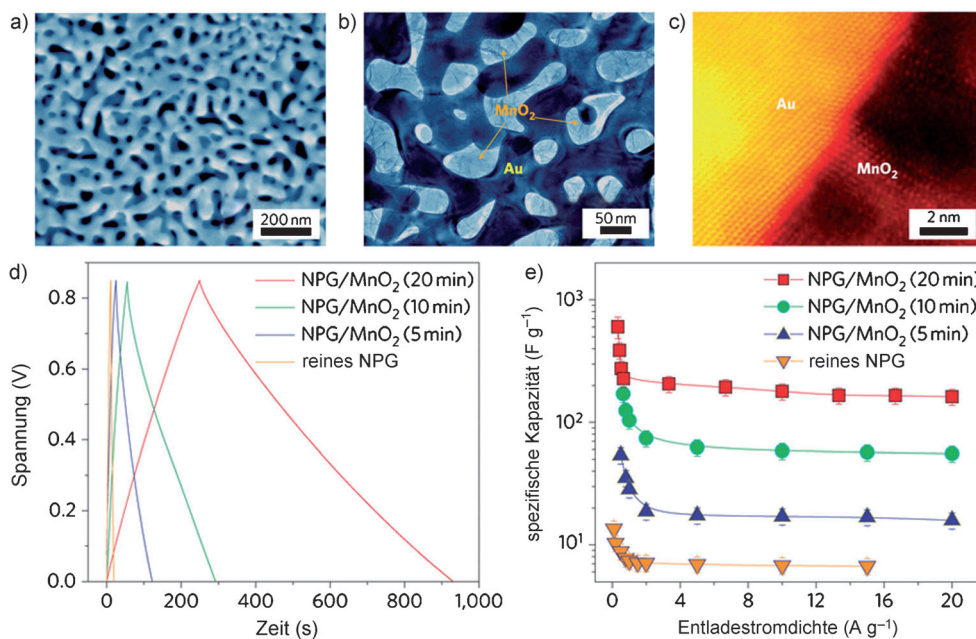 a)
200 nm
b)
MnO₂
Au
50 nm
c)
Au
MnO₂
2 nm
d)
NPG/MnO₂ (20 min)
NPG/MnO₂ (10 min)
NPG/MnO₂ (5 min)
reines NPG
Spannung (V)
0.8
0.6
0.4
0.2
0.0
0 200 400 600 800 1,000
Zeit (s)
e)
NPG/MnO₂ (20 min)
NPG/MnO₂ (10 min)
NPG/MnO₂ (5 min)
reines NPG
spezifische Kapazität (F g⁻¹)
10³
10²
10¹
0 4 8 12 16 20
Entladestromdichte (A g⁻¹)